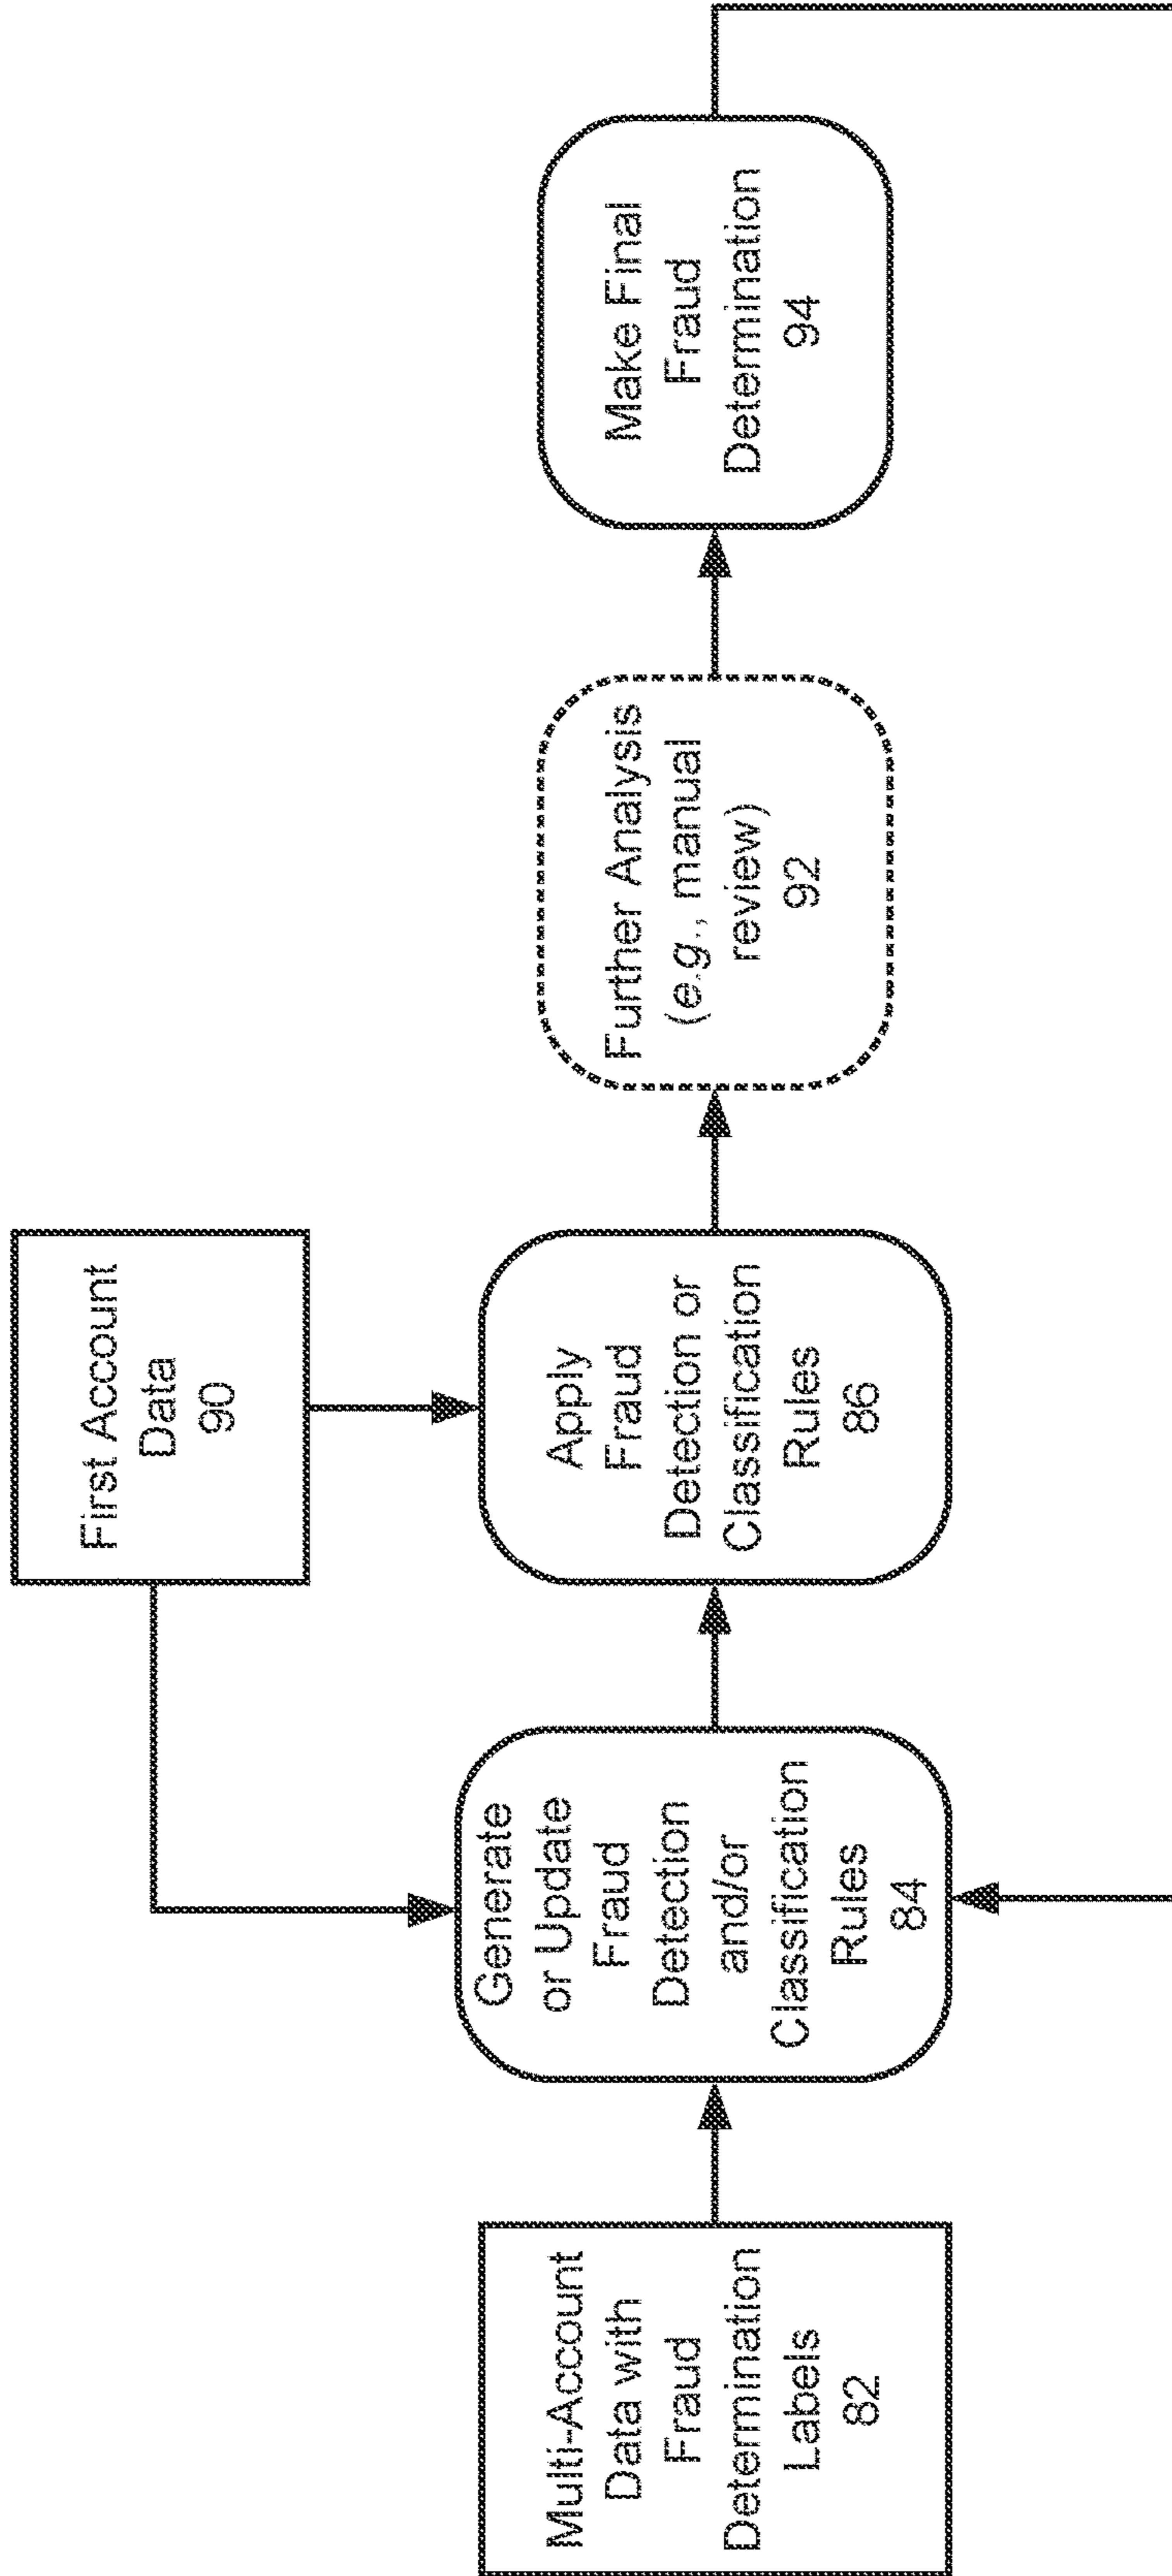 First Account
Data
90
Multi-Account
Data with
Fraud
Determination
Labels
82
Generate
or Update
Fraud
Detection
and/or
Classification
Rules
84
Apply
Fraud
Detection or
Classification
Rules
86
Further Analysis
(e.g., manual
review)
92
Make Final
Fraud
Determination
94